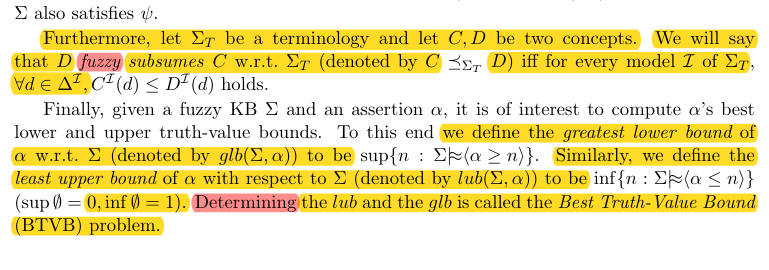 Σ also satisfies ψ.
Furthermore, let Σ_T be a terminology and let C, D be two concepts. We will say
that D fuzzy subsumes C w.r.t. Σ_T (denoted by C ⪯_Σ_T D) iff for every model I of Σ_T,
∀d ∈ Δ^I, C^I(d) ≤ D^I(d) holds.
Finally, given a fuzzy KB Σ and an assertion α, it is of interest to compute α's best
lower and upper truth-value bounds. To this end we define the greatest lower bound of
α w.r.t. Σ (denoted by glb(Σ, α)) to be sup{n : Σ|≈⟨α ≥ n⟩}. Similarly, we define the
least upper bound of α with respect to Σ (denoted by lub(Σ, α)) to be inf{n : Σ|≈⟨α ≤ n⟩}
(sup ∅ = 0, inf ∅ = 1). Determining the lub and the glb is called the Best Truth-Value Bound
(BTVB) problem.